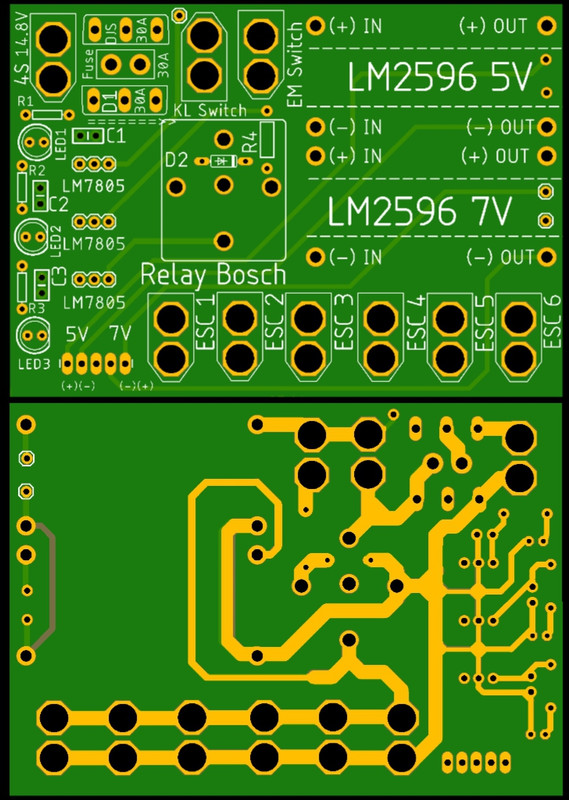 4S 14.8V
DJS
30A
Fuse
30A
D1
30A
KL Switch
EM Switch
(+) IN
(+) OUT
LM2596 5V
(-) IN
(-) OUT
(+) IN
(+) OUT
LM2596 7V
(-) IN
(-) OUT
R1
LED1
C1
LM7805
R2
C2
LED2
LM7805
C3
LM7805
R3
LED3
5V
7V
(+)(-)
(-)(+)
D2
R4
Relay Bosch
ESC 1
ESC 2
ESC 3
ESC 4
ESC 5
ESC 6